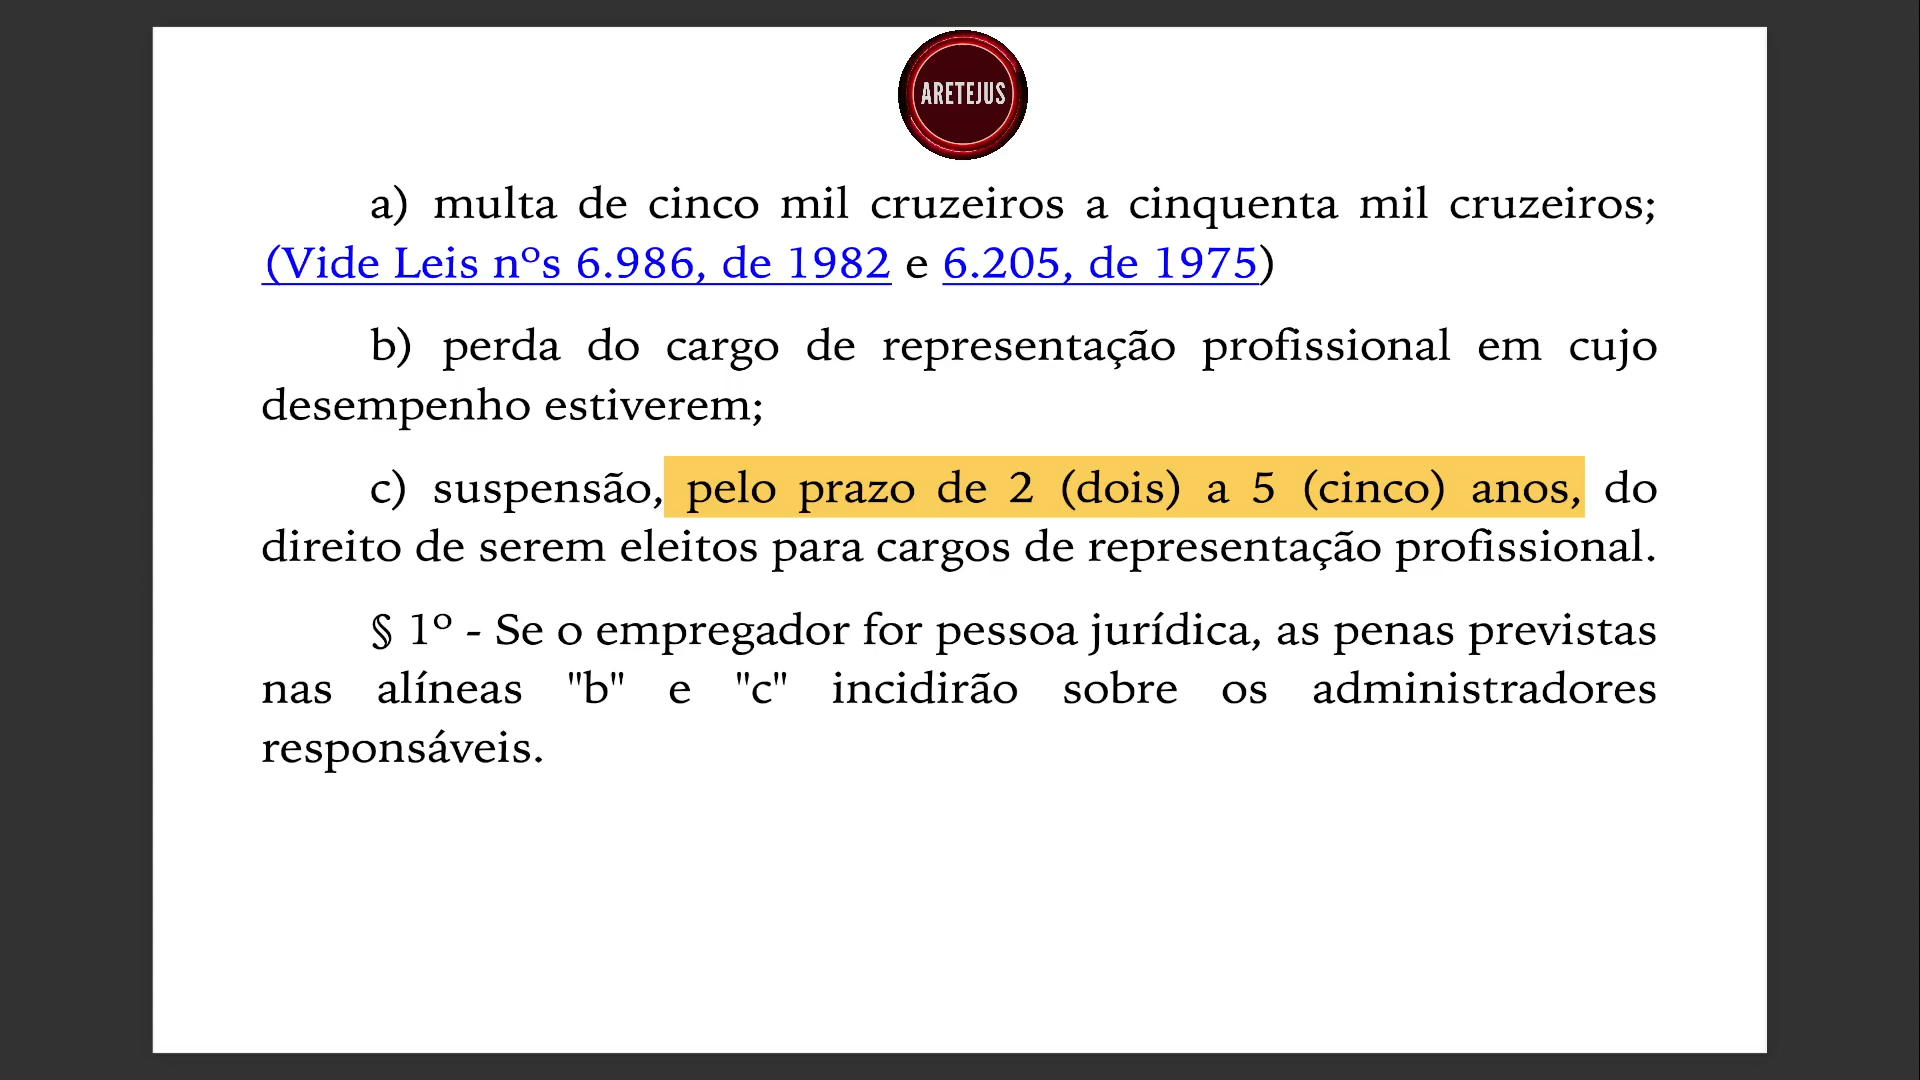 ARETEJUS
a) multa de cinco mil cruzeiros a cinquenta mil cruzeiros;
(Vide Leis nºs 6.986, de 1982 e 6.205, de 1975)
b) perda do cargo de representação profissional em cujo
desempenho estiverem;
c) suspensão, pelo prazo de 2 (dois) a 5 (cinco) anos, do
direito de serem eleitos para cargos de representação profissional.
§ 1º - Se o empregador for pessoa jurídica, as penas previstas
nas alíneas "b" e "c" incidirão sobre os administradores
responsáveis.